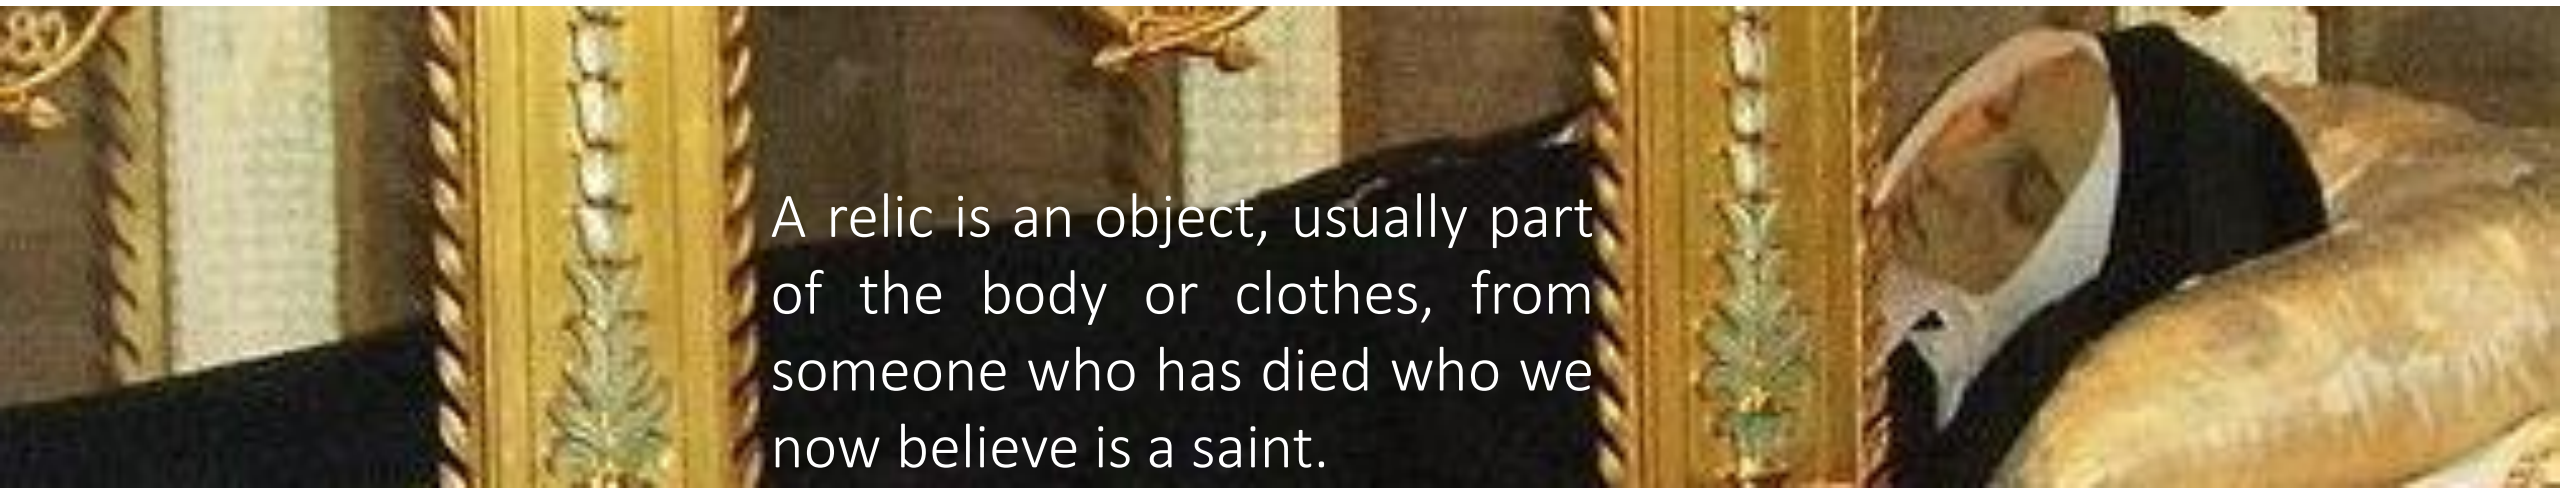 A relic is an object, usually part
of the body or clothes, from
someone who has died who we
now believe is a saint.